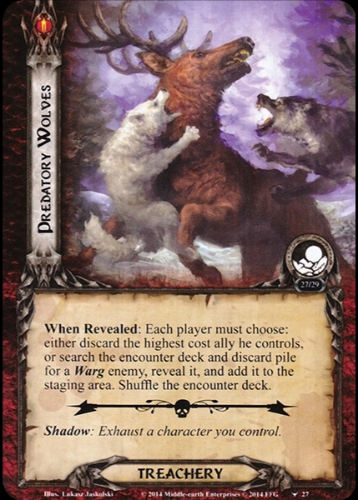 PREDATORY WOLVES
27/29
When Revealed: Each player must choose:
either discard the highest cost ally he controls,
or search the encounter deck and discard pile
for a Warg enemy, reveal it, and add it to the
staging area. Shuffle the encounter deck.
Shadow: Exhaust a character you control.
TREACHERY
Illus. Lukasz Jaskolski © 2014 Middle-earth Enterprises © 2014 FFG 27